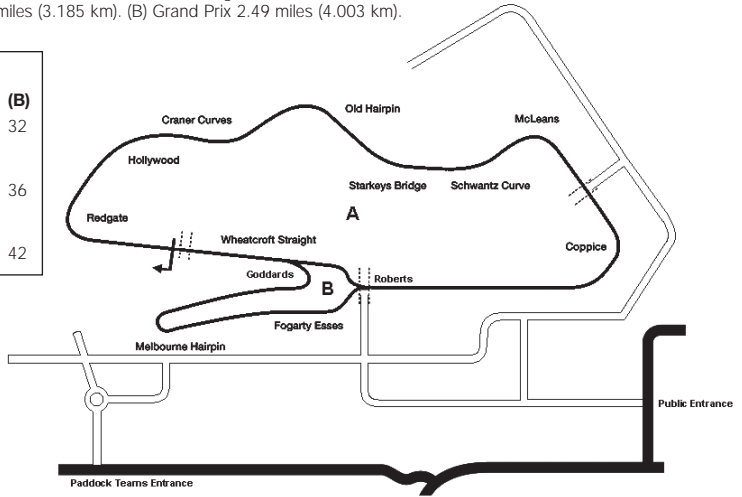 miles (3.185 km). (B) Grand Prix 2.49 miles (4.003 km).
(B)
32
36
42
Craner Curves
Old Hairpin
McLeans
Hollywood
Starkeys Bridge
Schwantz Curve
Redgate
A
Wheatcroft Straight
Coppice
Goddards
B
Roberts
Fogarty Esses
Melbourne Hairpin
Public Entrance
Paddock Teams Entrance